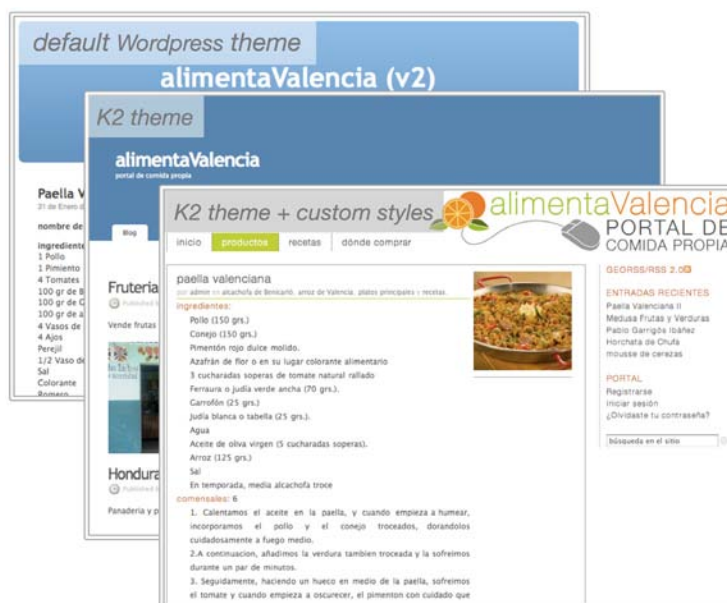 default Wordpress theme
alimentaValencia (v2)
Paella V
21 de Enero d
nombre de
ingrediente
1 Pollo
1 Pimiento
4 Tomates
100 gr de B
100 gr de G
100 gr de a
4 Vasos de
4 Ajos
Perejil
1/2 Vaso de
Sal
Colorante
Romero
K2 theme
alimentaValencia
portal de comida propia
Blog
Fruteria
Published b
Vende frutas
Hondura
Published b
Panaderia y p
K2 theme + custom styles
alimentaValencia
PORTAL DE
COMIDA PROPIA
inicio productos recetas dónde comprar
paella valenciana
por admin en alcachofa de Benicarló, arroz de Valencia, platos principales y recetas.
ingredientes:
Pollo (150 grs.)
Conejo (150 grs.)
Pimentón rojo dulce molido.
Azafrán de flor o en su lugar colorante alimentario
3 cucharadas soperas de tomate natural rallado
Ferraura o judía verde ancha (70 grs.).
Garrofón (25 grs.)
Judía blanca o tabella (25 grs.).
Agua
Aceite de oliva virgen (5 cucharadas soperas).
Arroz (125 grs.)
Sal
En temporada, media alcachofa troce
comensales: 6
1. Calentamos el aceite en la paella, y cuando empieza a humear,
incorporamos el pollo y el conejo troceados, dorandolos
cuidadosamente a fuego medio.
2.A continuacion, añadimos la verdura tambien troceada y la sofreimos
durante un par de minutos.
3. Seguidamente, haciendo un hueco en medio de la paella, sofreimos
el tomate y cuando empieza a oscurecer, el pimenton con cuidado que
GEORSS/RSS 2.0
ENTRADAS RECIENTES
Paella Valenciana II
Medusa Frutas y Verduras
Pablo Garrigós Ibáñez
Horchata de Chufa
mousse de cerezas
PORTAL
Registrarse
Iniciar sesión
¿Olvidaste tu contraseña?
búsqueda en el sitio